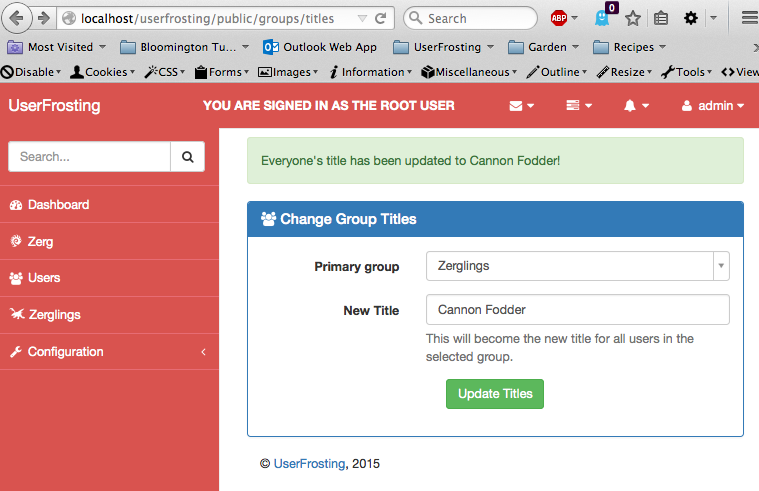 localhost/userfrosting/public/groups/titles
Search
ABP
0
Most Visited
Bloomington Tu...
Outlook Web App
UserFrosting
Garden
Recipes
Disable
Cookies
CSS
Forms
Images
Information
Miscellaneous
Outline
Resize
Tools
<> View
UserFrosting
YOU ARE SIGNED IN AS THE ROOT USER
admin
Search...
Everyone's title has been updated to Cannon Fodder!
Dashboard
Zerg
Users
Zerglings
Configuration
Change Group Titles
Primary group
Zerglings
New Title
Cannon Fodder
This will become the new title for all users in the
selected group.
Update Titles
© UserFrosting, 2015